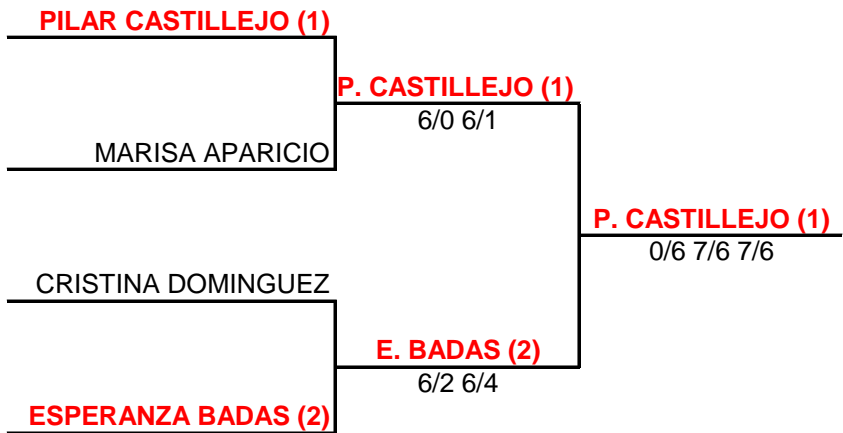 PILAR CASTILLEJO (1)
P. CASTILLEJO (1)
6/0 6/1
MARISA APARICIO
P. CASTILLEJO (1)
0/6 7/6 7/6
CRISTINA DOMINGUEZ
E. BADAS (2)
6/2 6/4
ESPERANZA BADAS (2)